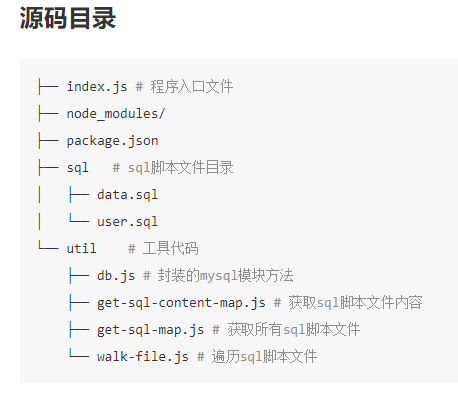 源码目录
├── index.js # 程序入口文件
├── node_modules/
├── package.json
├── sql   # sql脚本文件目录
│   ├── data.sql
│   └── user.sql
└── util    # 工具代码
    ├── db.js # 封装的mysql模块方法
    ├── get-sql-content-map.js # 获取sql脚本文件内容
    ├── get-sql-map.js # 获取所有sql脚本文件
    └── walk-file.js # 遍历sql脚本文件